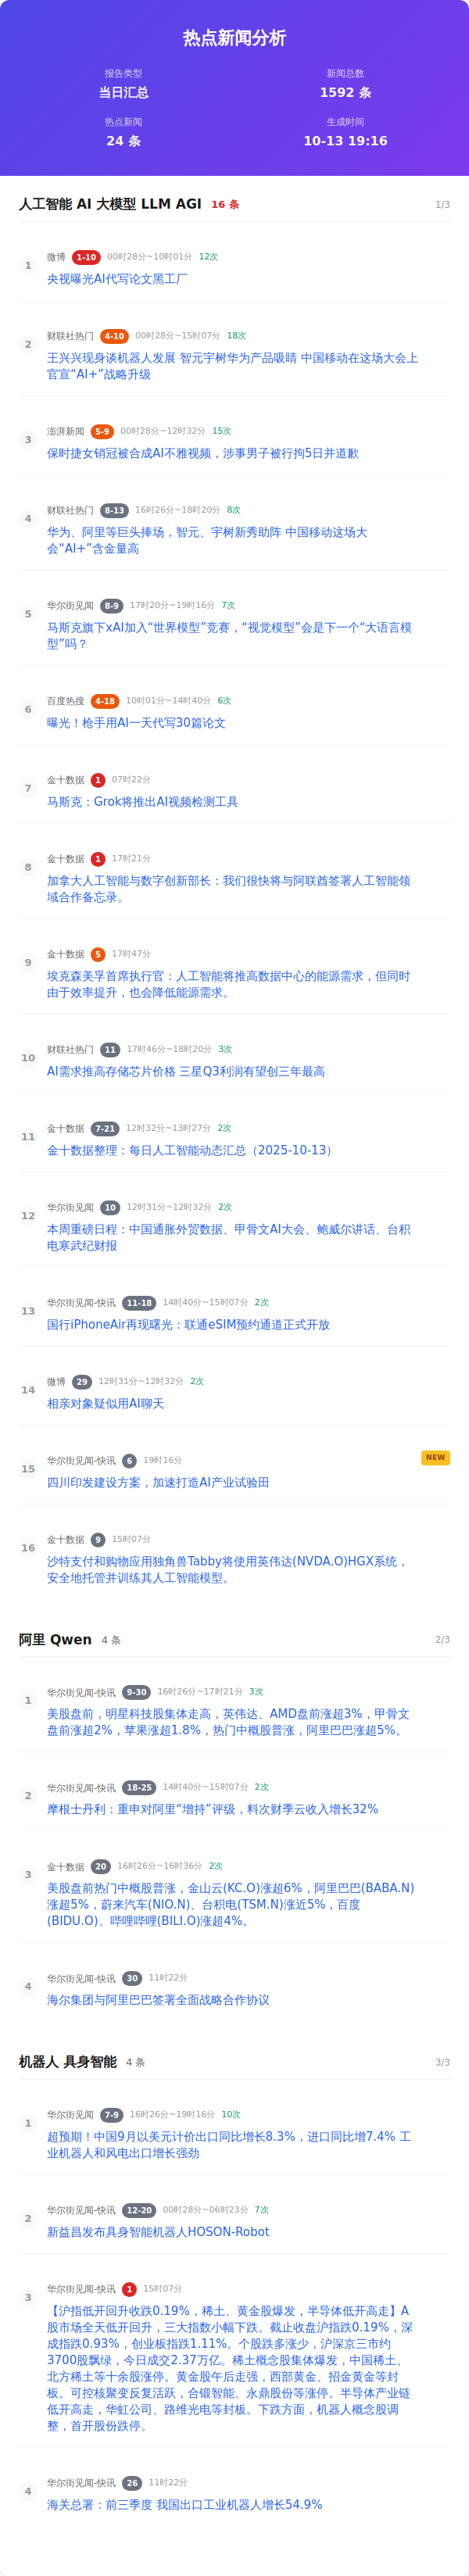 热点新闻分析
报告类型
新闻总数
当日汇总
1592 条
热点新闻
生成时间
24 条
10-13 19:16
人工智能 AI 大模型 LLM AGI 16 条 1/3
1
微博 1-10 00时28分~10时01分 12次
央视曝光AI代写论文黑工厂
2
财联社热门 4-10 00时28分~15时07分 18次
王兴兴现身谈机器人发展 智元宇树华为产品吸睛 中国移动在这场大会上
官宣“AI+”战略升级
3
澎湃新闻 5-9 00时28分~12时32分 15次
保时捷女销冠被合成AI不雅视频，涉事男子被行拘5日并道歉
4
财联社热门 8-13 16时26分~18时20分 8次
华为、阿里等巨头捧场，智元、宇树新秀助阵 中国移动这场大
会“AI+”含金量高
5
华尔街见闻 8-9 17时20分~19时16分 7次
马斯克旗下xAI加入“世界模型”竞赛，“视觉模型”会是下一个“大语言模
型”吗？
6
百度热搜 4-18 10时01分~14时40分 6次
曝光！枪手用AI一天代写30篇论文
7
金十数据 1 07时22分
马斯克：Grok将推出AI视频检测工具
8
金十数据 1 17时21分
加拿大人工智能与数字创新部长：我们很快将与阿联酋签署人工智能领
域合作备忘录。
9
金十数据 5 17时47分
埃克森美孚首席执行官：人工智能将推高数据中心的能源需求，但同时
由于效率提升，也会降低能源需求。
10
财联社热门 11 17时46分~18时20分 3次
AI需求推高存储芯片价格 三星Q3利润有望创三年最高
11
金十数据 7-21 12时32分~13时27分 2次
金十数据整理：每日人工智能动态汇总（2025-10-13）
12
华尔街见闻 10 12时31分~12时32分 2次
本周重磅日程：中国通胀外贸数据、甲骨文AI大会、鲍威尔讲话、台积
电寒武纪财报
13
华尔街见闻-快讯 11-18 14时40分~15时07分 2次
国行iPhoneAir再现曙光：联通eSIM预约通道正式开放
14
微博 29 12时31分~12时32分 2次
相亲对象疑似用AI聊天
15
华尔街见闻-快讯 6 19时16分 NEW
四川印发建设方案，加速打造AI产业试验田
16
金十数据 9 15时07分
沙特支付和购物应用独角兽Tabby将使用英伟达(NVDA.O)HGX系统，
安全地托管并训练其人工智能模型。
阿里 Qwen 4 条 2/3
1
华尔街见闻-快讯 9-30 16时26分~17时21分 3次
美股盘前，明星科技股集体走高，英伟达、AMD盘前涨超3%，甲骨文
盘前涨超2%，苹果涨超1.8%，热门中概股普涨，阿里巴巴涨超5%。
2
华尔街见闻-快讯 18-25 14时40分~15时07分 2次
摩根士丹利：重申对阿里“增持”评级，料次财季云收入增长32%
3
金十数据 20 16时26分~16时36分 2次
美股盘前热门中概股普涨，金山云(KC.O)涨超6%，阿里巴巴(BABA.N)
涨超5%，蔚来汽车(NIO.N)、台积电(TSM.N)涨近5%，百度
(BIDU.O)、哔哩哔哩(BILI.O)涨超4%。
4
华尔街见闻-快讯 30 11时22分
海尔集团与阿里巴巴签署全面战略合作协议
机器人 具身智能 4 条 3/3
1
华尔街见闻 7-9 16时26分~19时16分 10次
超预期！中国9月以美元计价出口同比增长8.3%，进口同比增7.4% 工
业机器人和风电出口增长强劲
2
华尔街见闻-快讯 12-20 00时28分~06时23分 7次
新益昌发布具身智能机器人HOSON-Robot
3
华尔街见闻-快讯 1 15时07分
【沪指低开回升收跌0.19%，稀土、黄金股爆发，半导体低开高走】A
股市场全天低开回升，三大指数小幅下跌。截止收盘沪指跌0.19%，深
成指跌0.93%，创业板指跌1.11%。个股跌多涨少，沪深京三市约
3700股飘绿，今日成交2.37万亿。稀土概念股集体爆发，中国稀土、
北方稀土等十余股涨停。黄金股午后走强，西部黄金、招金黄金等封
板。可控核聚变反复活跃，合锻智能、永鼎股份等涨停。半导体产业链
低开高走，华虹公司、路维光电等封板。下跌方面，机器人概念股调
整，首开股份跌停。
4
华尔街见闻-快讯 26 11时22分
海关总署：前三季度 我国出口工业机器人增长54.9%